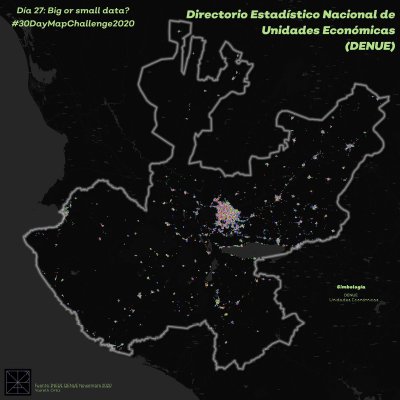 Día 27: Big or small data?
#30DayMapChallenge2020
Directorio Estadístico Nacional de
Unidades Económicas
(DENUE)
Simbología
DENUE
Unidades Económicas
Fuente: INEGI, DENUE Noviembre 2020